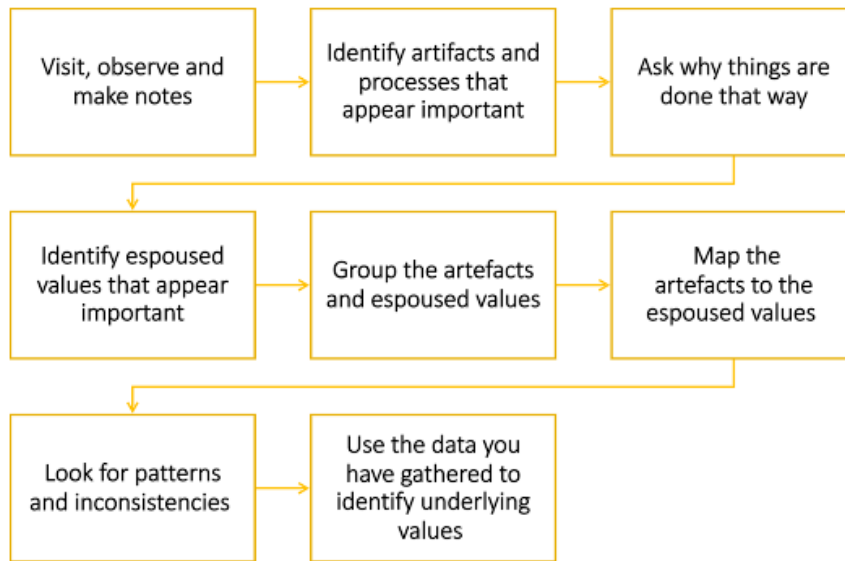 Visit, observe and
make notes
Identify artifacts and
processes that
appear important
Ask why things are
done that way
Identify espoused
values that appear
important
Group the artefacts
and espoused values
Map the
artefacts to the
espoused values
Look for patterns
and inconsistencies
Use the data you
have gathered to
identify underlying
values